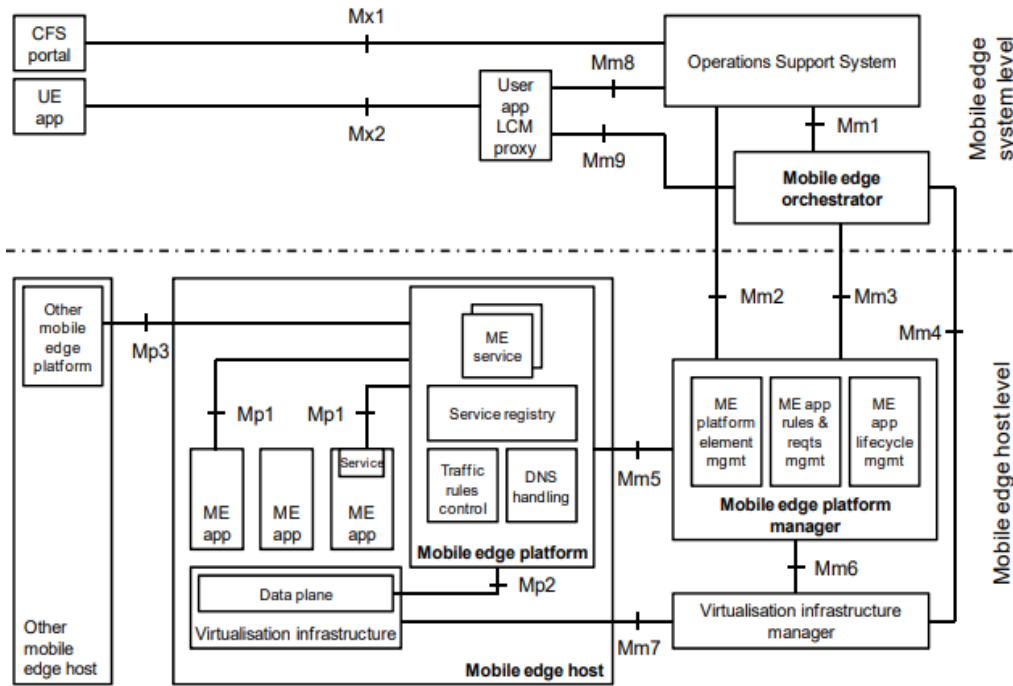 CFS
portal
Mx1
Operations Support System
UE
app
Mx2
User
app
LCM
proxy
Mm8
Mm9
Mm1
Mobile edge
orchestrator
Mobile edge
system level
Other
mobile
edge
platform
Mp3
ME
service
Service registry
Traffic
rules
control
DNS
handling
Mobile edge platform
Mp1
Mp1
ME
app
ME
app
Service
ME
app
Mp2
Data plane
Virtualisation infrastructure
Mobile edge host
Other
mobile
edge host
Mm2
Mm3
Mm4
Mm5
ME
platform
element
mgmt
ME app
rules &
reqts
mgmt
ME
app
lifecycle
mgmt
Mobile edge platform
manager
Mm6
Mm7
Virtualisation infrastructure
manager
Mobile edge host level